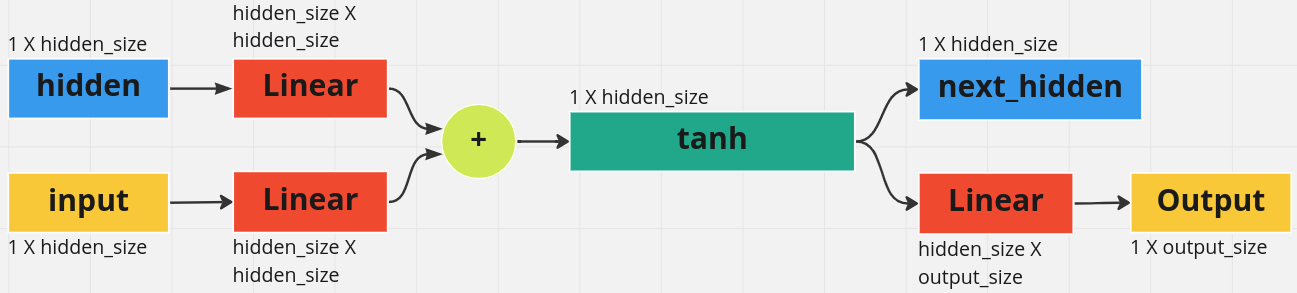 hidden_size X
hidden_size
1 X hidden_size
hidden
Linear
1 X hidden_size
next_hidden
1 X hidden_size
+
tanh
input
Linear
Linear
Output
1 X hidden_size
hidden_size X
hidden_size
hidden_size X
output_size
1 X output_size